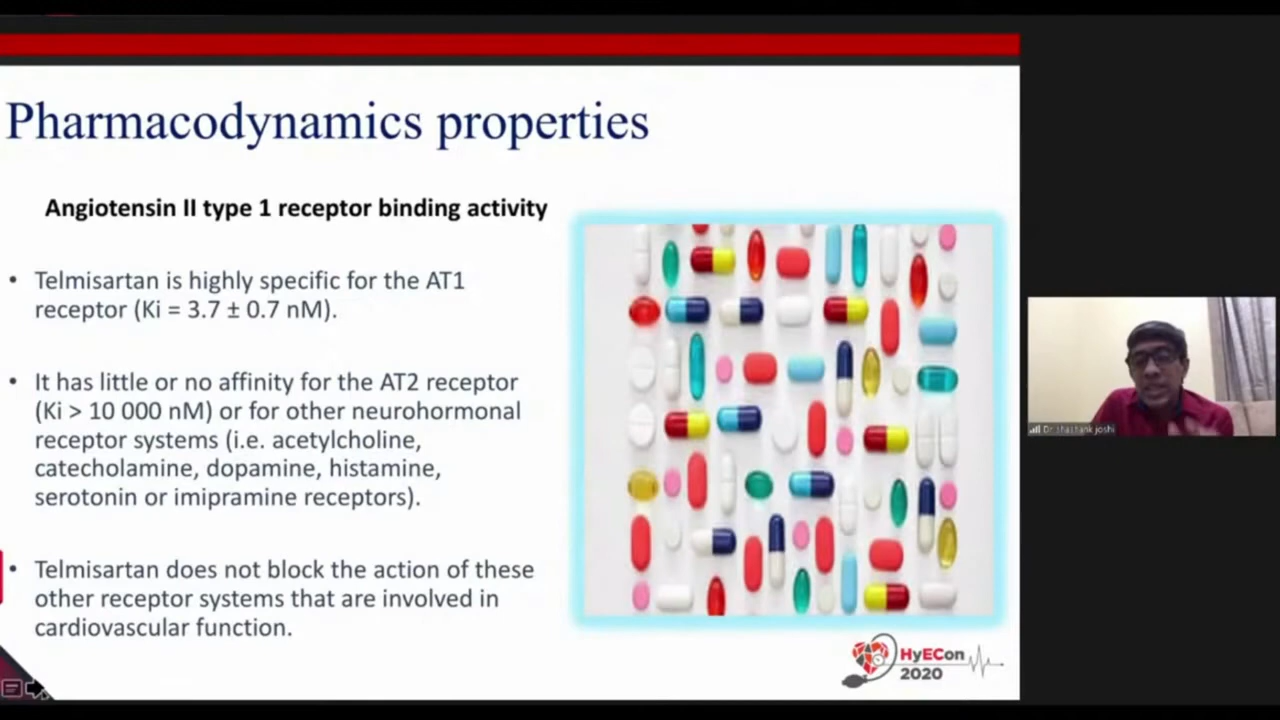 Pharmacodynamics properties
Angiotensin II type 1 receptor binding activity
• Telmisartan is highly specific for the AT1
receptor (Ki = 3.7 ± 0.7 nM).
• It has little or no affinity for the AT2 receptor
(Ki > 10 000 nM) or for other neurohormonal
receptor systems (i.e. acetylcholine,
catecholamine, dopamine, histamine,
serotonin or imipramine receptors).
• Telmisartan does not block the action of these
other receptor systems that are involved in
cardiovascular function.
HyECon
2020
Dr shashank joshi